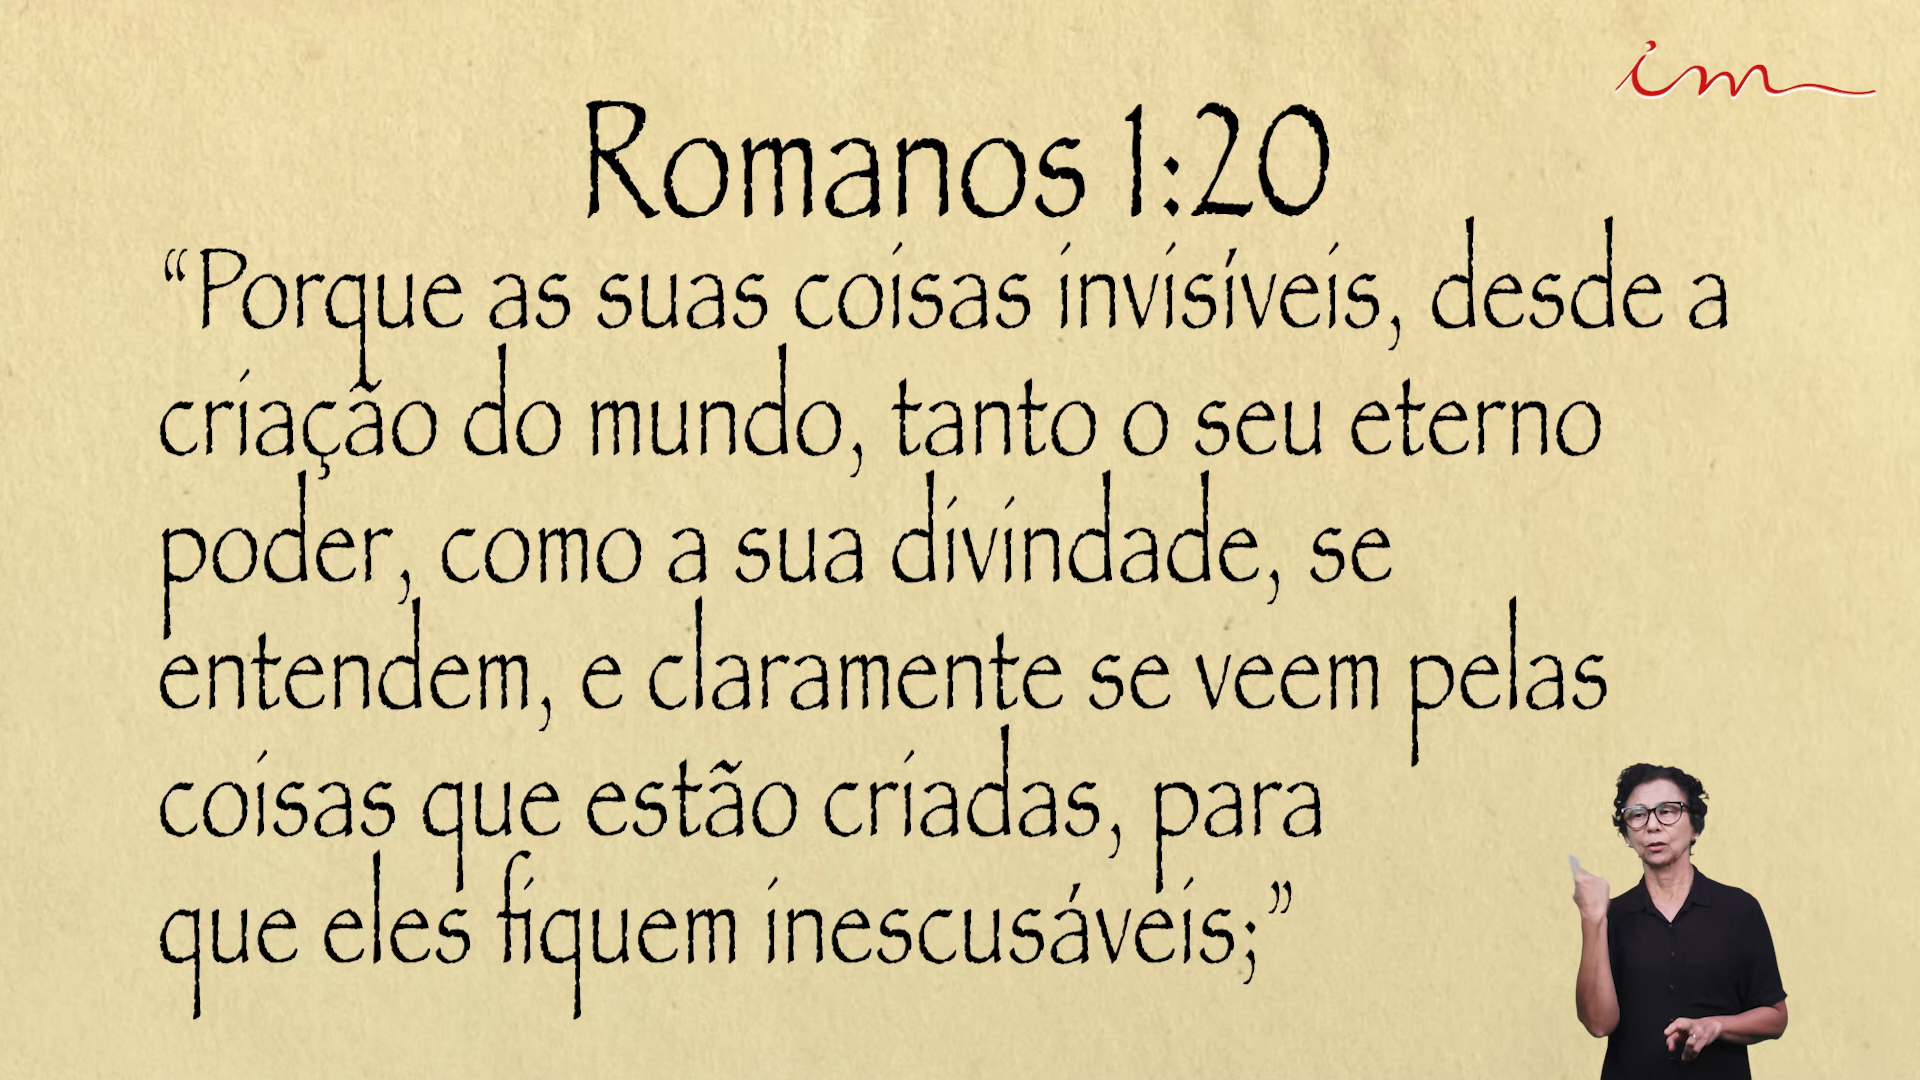 im
Romanos 1:20
“Porque as suas coisas invisíveis, desde a
criação do mundo, tanto o seu eterno
poder, como a sua divindade, se
entendem, e claramente se veem pelas
coisas que estão criadas, para
que eles fiquem inescusáveis;”